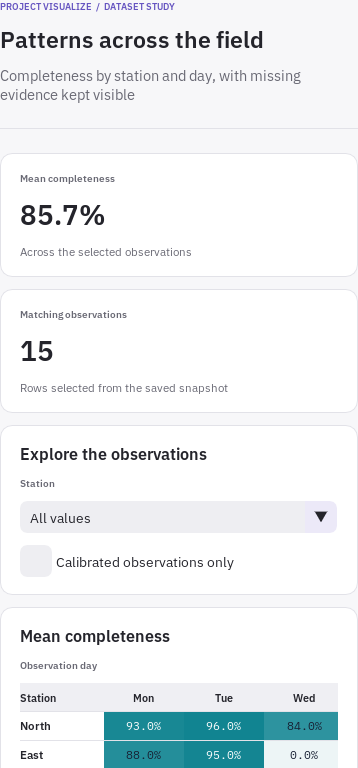 PROJECT VISUALIZE / DATASET STUDY
Patterns across the field
Completeness by station and day, with missing
evidence kept visible
Mean completeness
85.7%
Across the selected observations
Matching observations
15
Rows selected from the saved snapshot
Explore the observations
Station
All values
Calibrated observations only
Mean completeness
Observation day
Station Mon Tue Wed
North 93.0% 96.0% 84.0%
East 88.0% 95.0% 0.0%